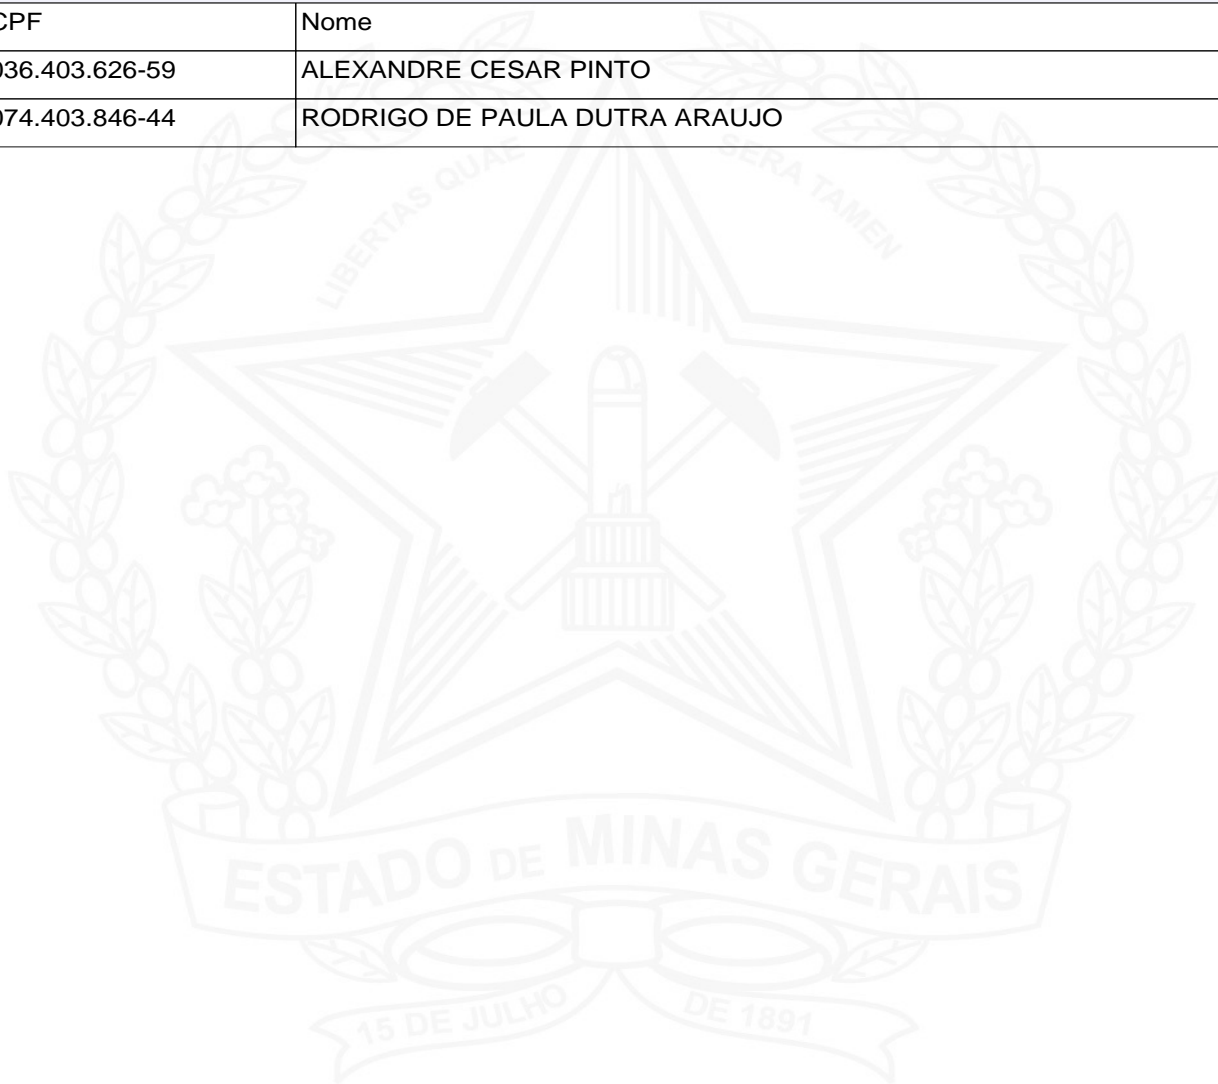 CPF Nome
036.403.626-59 ALEXANDRE CESAR PINTO
074.403.846-44 RODRIGO DE PAULA DUTRA ARAUJO
LIBERTAS QUAE SERA TAMEN
ESTADO DE MINAS GERAIS
15 DE JULHO DE 1891